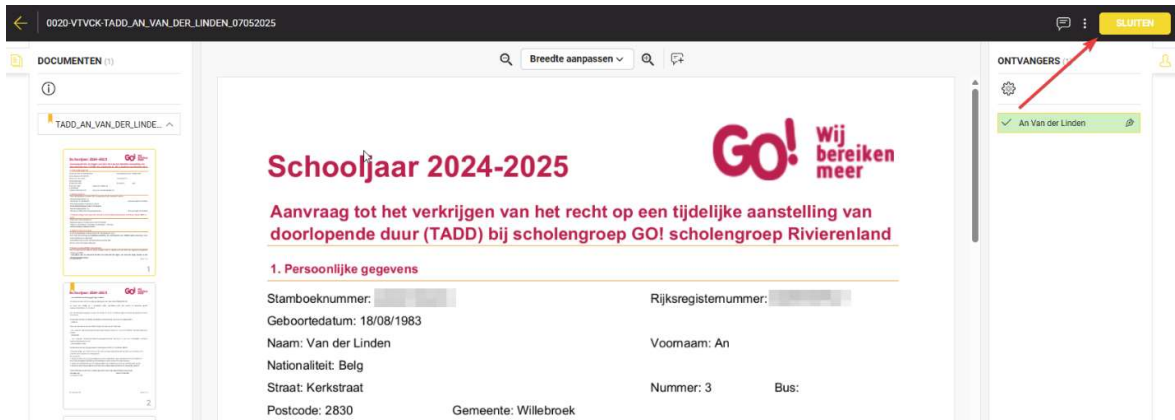 0020-VTVCK-TADD_AN_VAN_DER_LINDEN_07052025
SLUITEN
DOCUMENTEN (1)
Breedte aanpassen
ONTVANGERS
TADD_AN_VAN_DER_LINDE...
An Van der Linden
GO! Wij bereiken meer
Schooljaar 2024-2025
Aanvraag tot het verkrijgen van het recht op een tijdelijke aanstelling van
doorlopende duur (TADD) bij scholengroep GO! scholengroep Rivierenland
1. Persoonlijke gegevens
Stamboeknummer: Rijksregisternummer:
Geboortedatum: 18/08/1983
Naam: Van der Linden Voornaam: An
Nationaliteit: Belg
Straat: Kerkstraat Nummer: 3 Bus:
Postcode: 2830 Gemeente: Willebroek
1
2